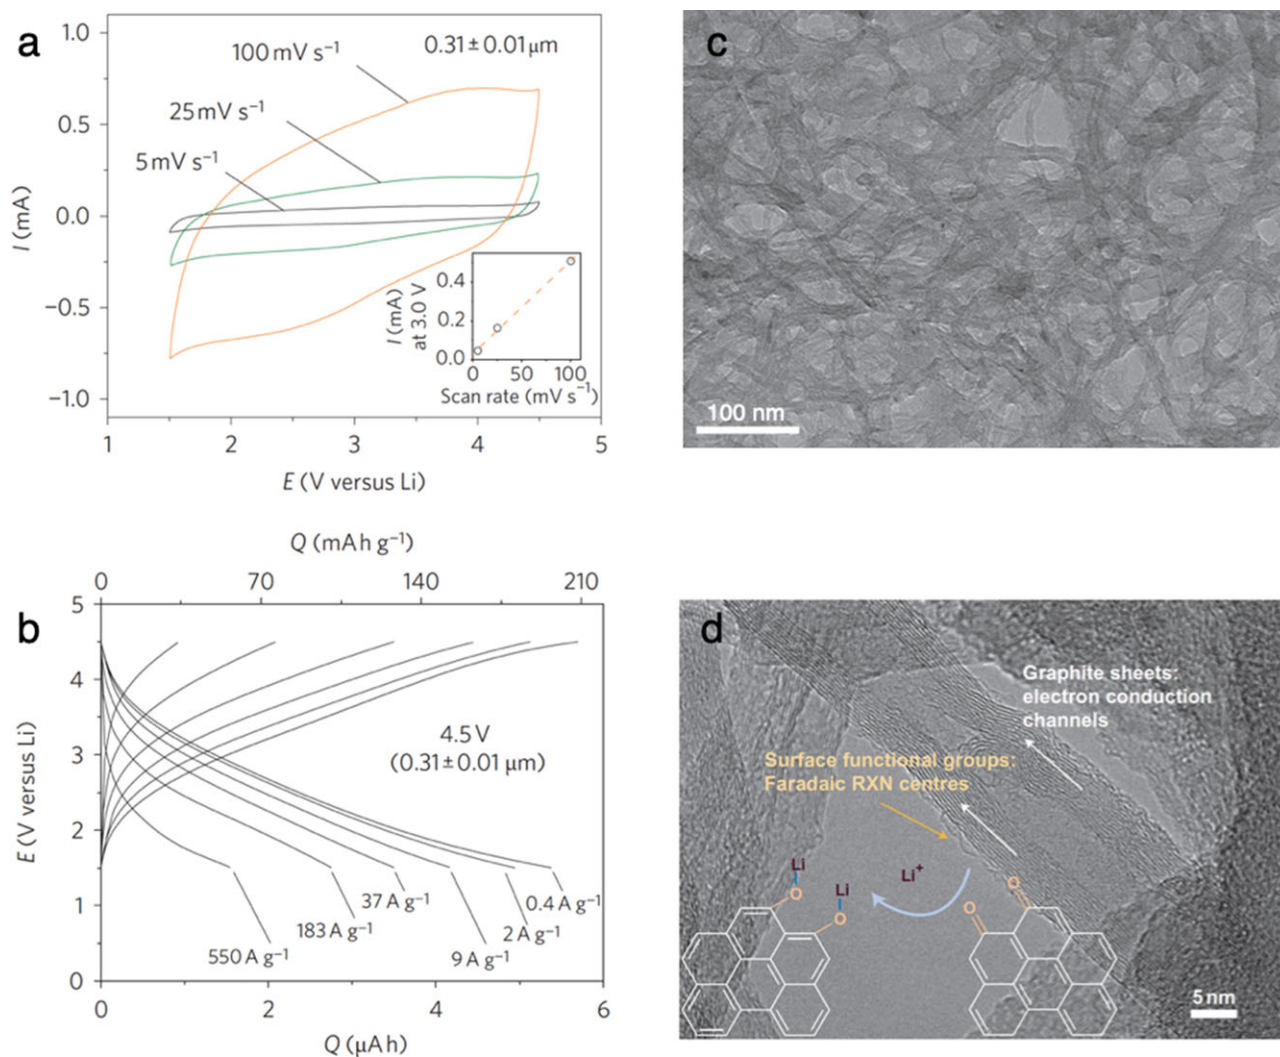 a
1.0
0.5
0.0
−0.5
−1.0
I (mA)
100 mV s⁻¹
25 mV s⁻¹
5 mV s⁻¹
0.31 ± 0.01 µm
I (mA)
at 3.0 V
0.4
0.2
0.0
0 50 100
Scan rate (mV s⁻¹)
1 2 3 4 5
E (V versus Li)
c
100 nm
Q (mAh g⁻¹)
0 70 140 210
b
5
4
3
2
1
0
E (V versus Li)
4.5 V
(0.31 ± 0.01 µm)
550 A g⁻¹
183 A g⁻¹
37 A g⁻¹
9 A g⁻¹
2 A g⁻¹
0.4 A g⁻¹
0 2 4 6
Q (µAh)
d
Graphite sheets:
electron conduction
channels
Surface functional groups:
Faradaic RXN centres
Li
Li
O
O
Li⁺
O
O
5 nm